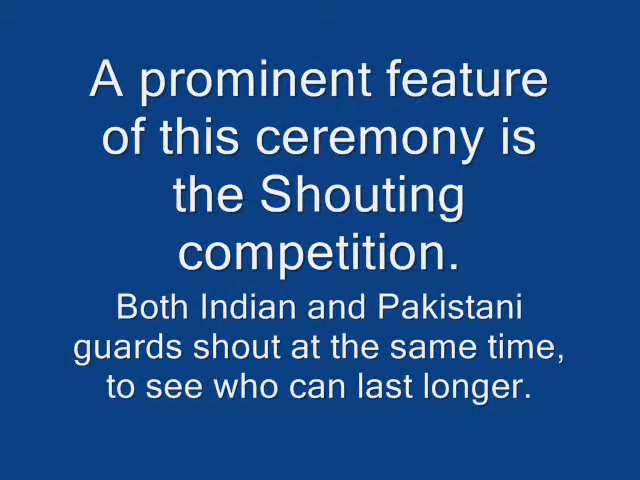 A prominent feature
of this ceremony is
the Shouting
competition.
Both Indian and Pakistani
guards shout at the same time,
to see who can last longer.